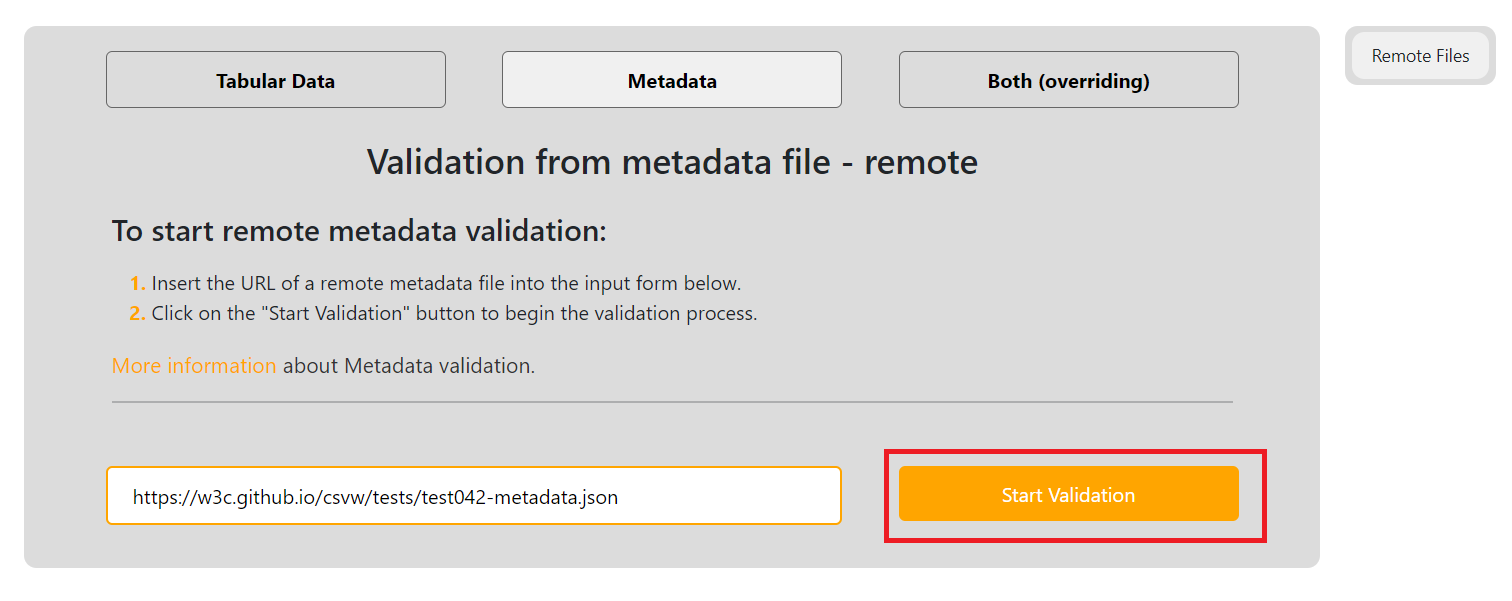 Tabular Data
Metadata
Both (overriding)
Remote Files
Validation from metadata file - remote
To start remote metadata validation:
1. Insert the URL of a remote metadata file into the input form below.
2. Click on the "Start Validation" button to begin the validation process.
More information about Metadata validation.
https://w3c.github.io/csvw/tests/test042-metadata.json
Start Validation